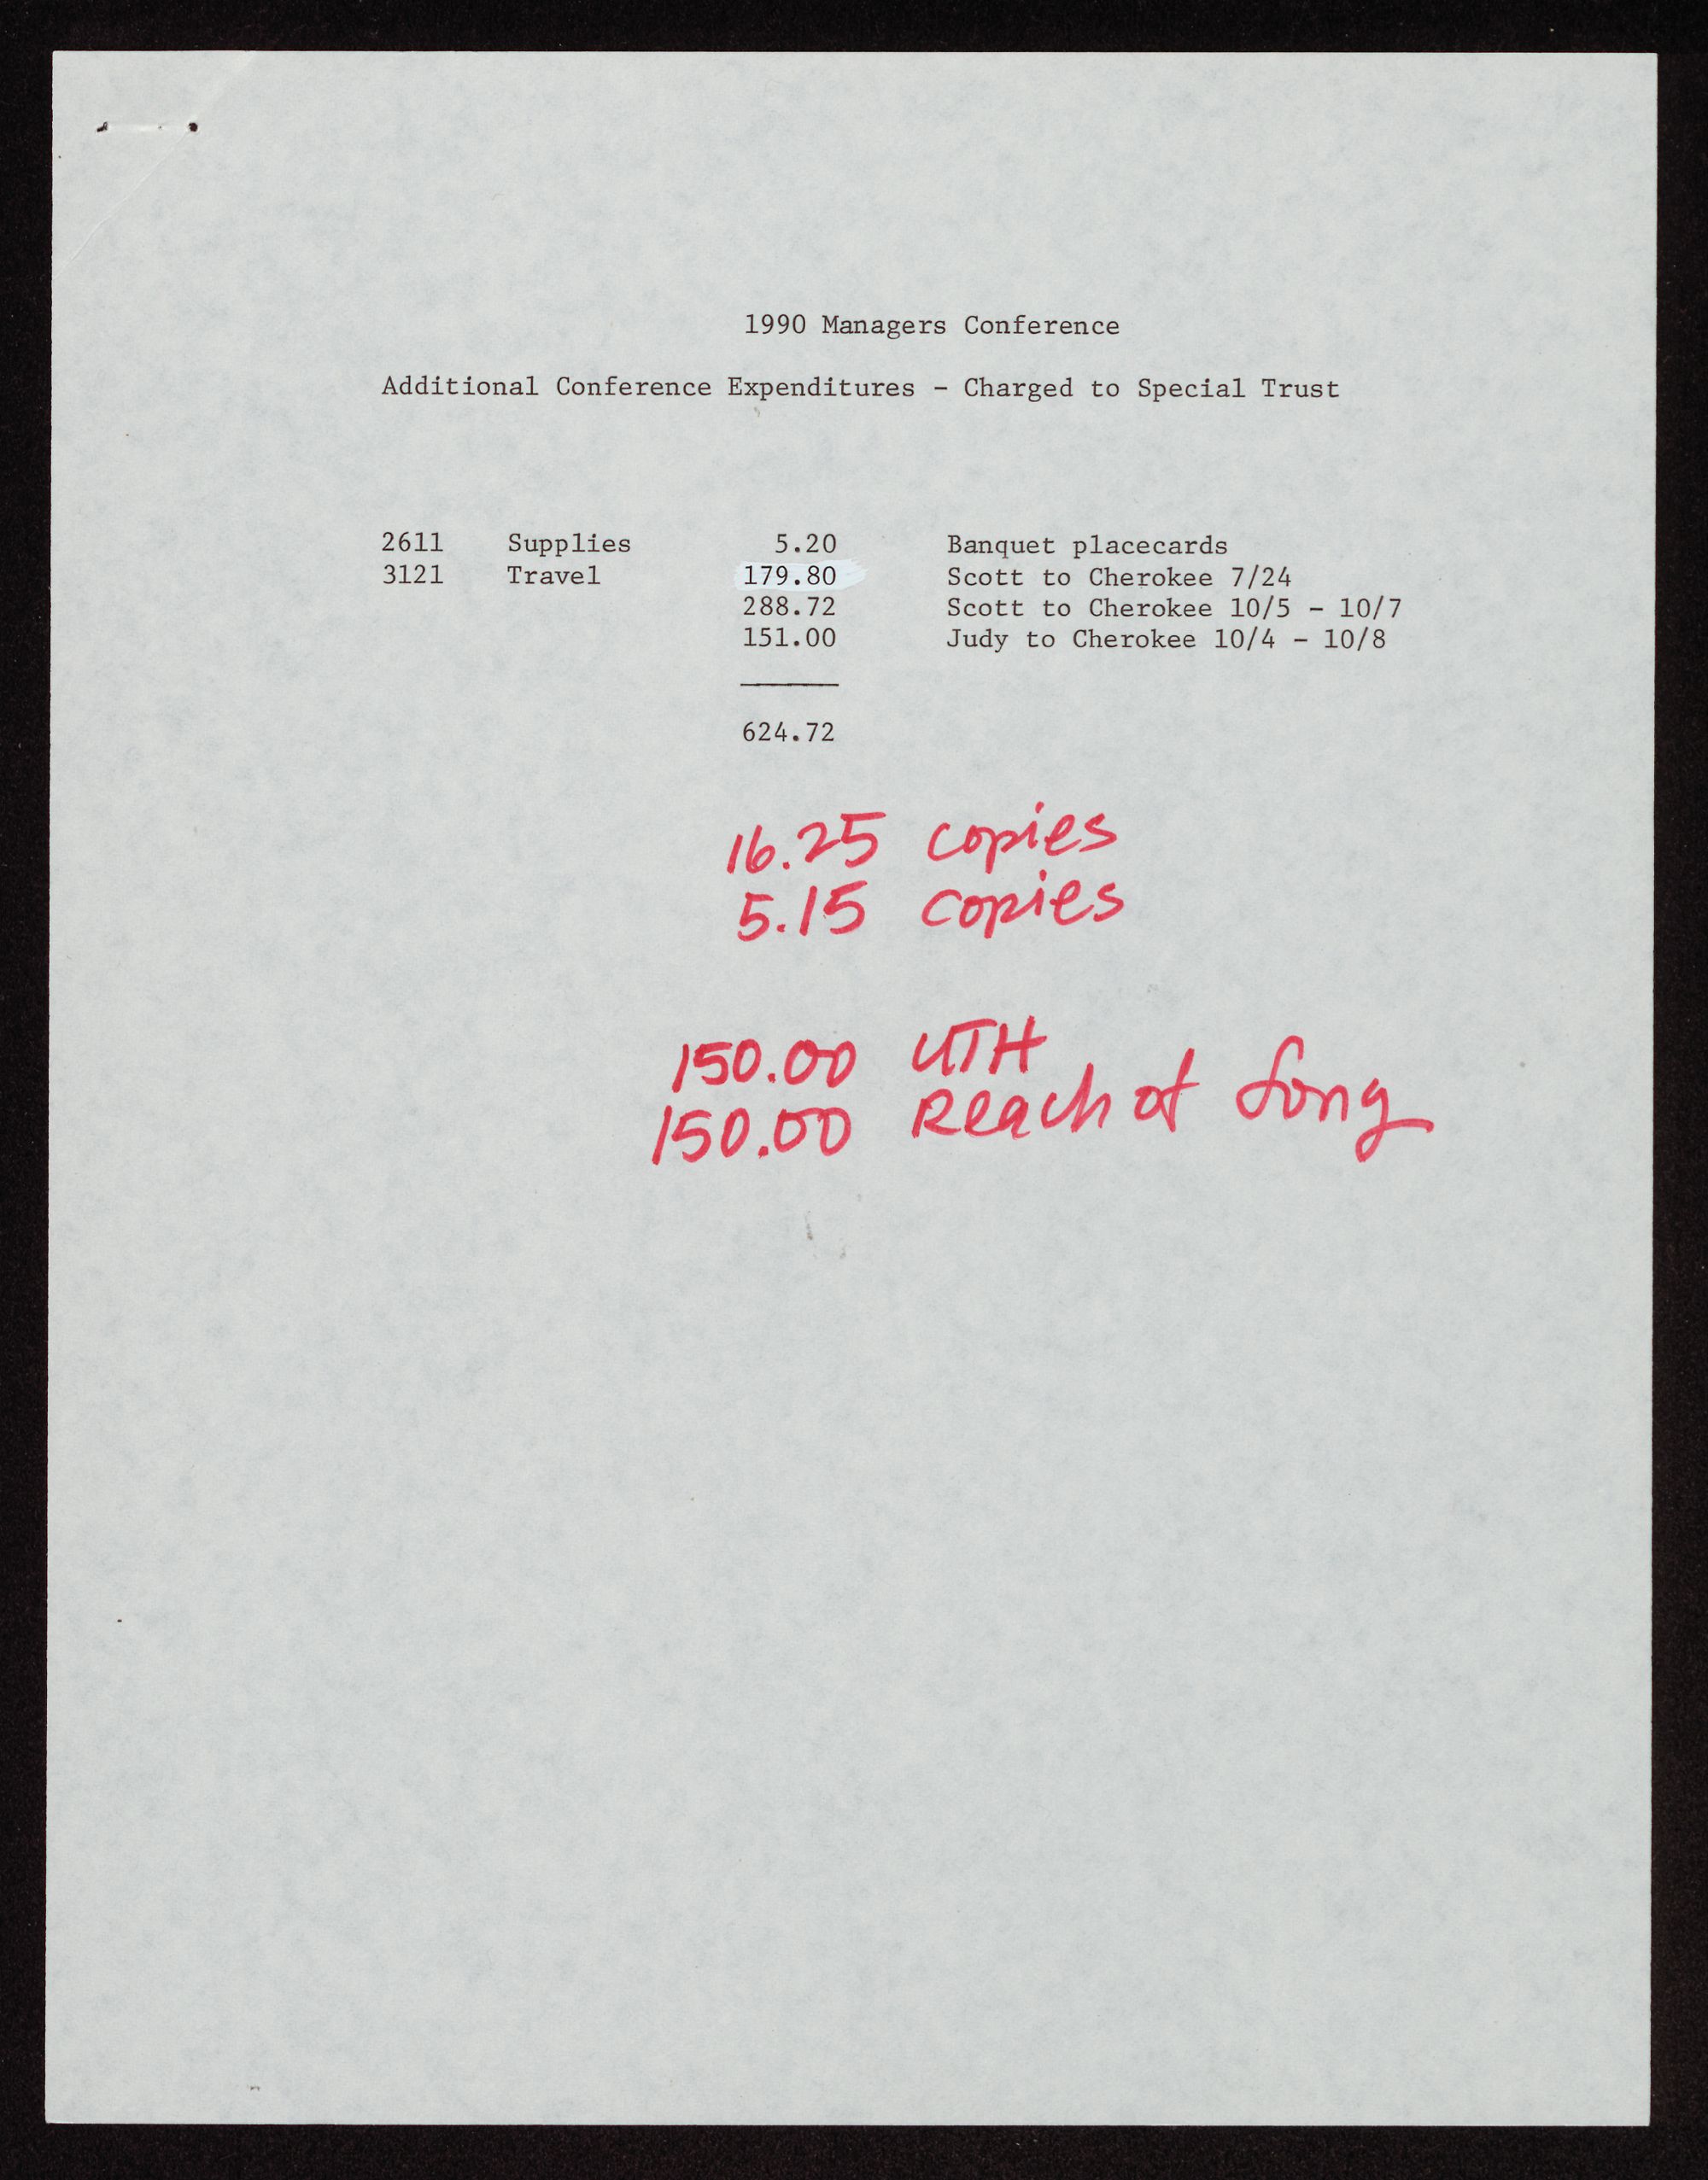 1990 Managers Conference
Additional Conference Expenditures - Charged to Special Trust
2611 Supplies 5.20 Banquet placecards
3121 Travel 179.80 Scott to Cherokee 7/24
288.72 Scott to Cherokee 10/5 - 10/7
151.00 Judy to Cherokee 10/4 - 10/8
624.72
16.25 copies
5.15 copies
150.00 UTH
150.00 Reach of Song